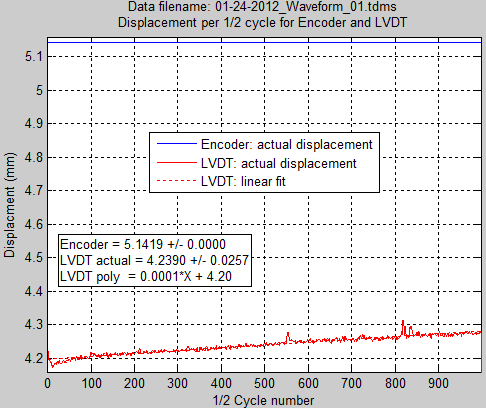 Data filename: 01-24-2012_Waveform_01.tdms
Displacement per 1/2 cycle for Encoder and LVDT
5.1
5
4.9
4.8
4.7
4.6
4.5
4.4
4.3
4.2
Displacment (mm)
Encoder: actual displacement
LVDT: actual displacement
LVDT: linear fit
Encoder = 5.1419 +/- 0.0000
LVDT actual = 4.2390 +/- 0.0257
LVDT poly = 0.0001*X + 4.20
0 100 200 300 400 500 600 700 800 900
1/2 Cycle number